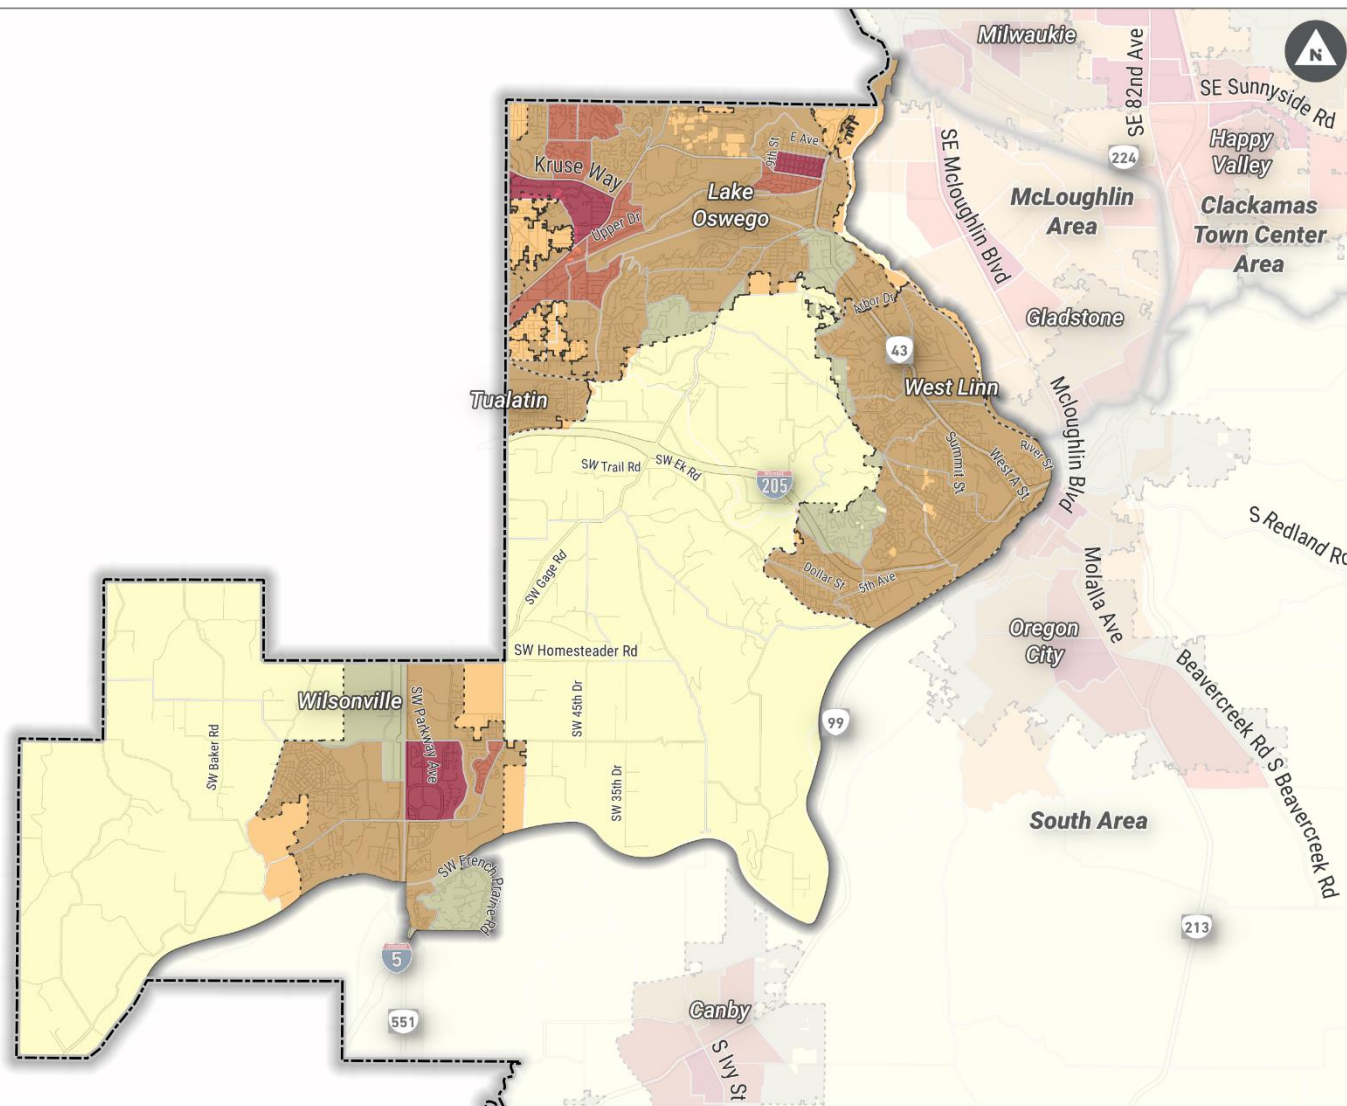 Milwaukie
N
SE 82nd Ave
SE Sunnyside Rd
Happy
Valley
224
SE Mcloughlin Blvd
McLoughlin
Area
Clackamas
Town Center
Area
Gladstone
E Ave
9th St
Kruse Way
Lake
Oswego
Upper Dr
Arbor Dr
43
West Linn
Tualatin
Mcloughlin Blvd
River St
Summit St
West A St
SW Trail Rd
SW Ek Rd
205
S Redland Rd
SW Gage Rd
Dollar St
5th Ave
Molalla Ave
Oregon
City
SW Homesteader Rd
Beavercreek Rd
S Beavercreek Rd
Wilsonville
SW Parkway Ave
SW 45th Dr
SW Baker Rd
99
SW 35th Dr
South Area
SW French Prairie Rd
213
5
551
Canby
S Ivy St